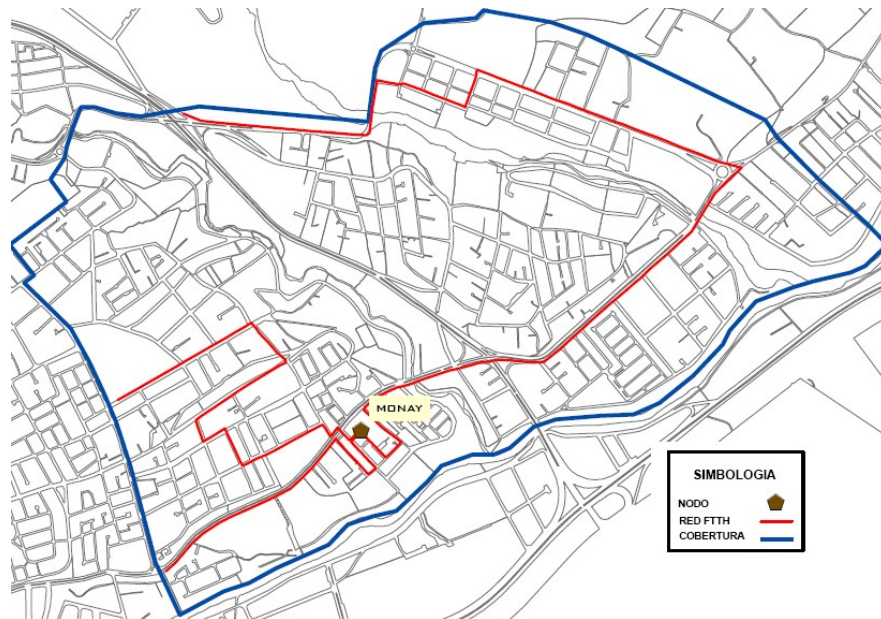 MONAY
SIMBOLOGIA
NODO
RED FTTH
COBERTURA